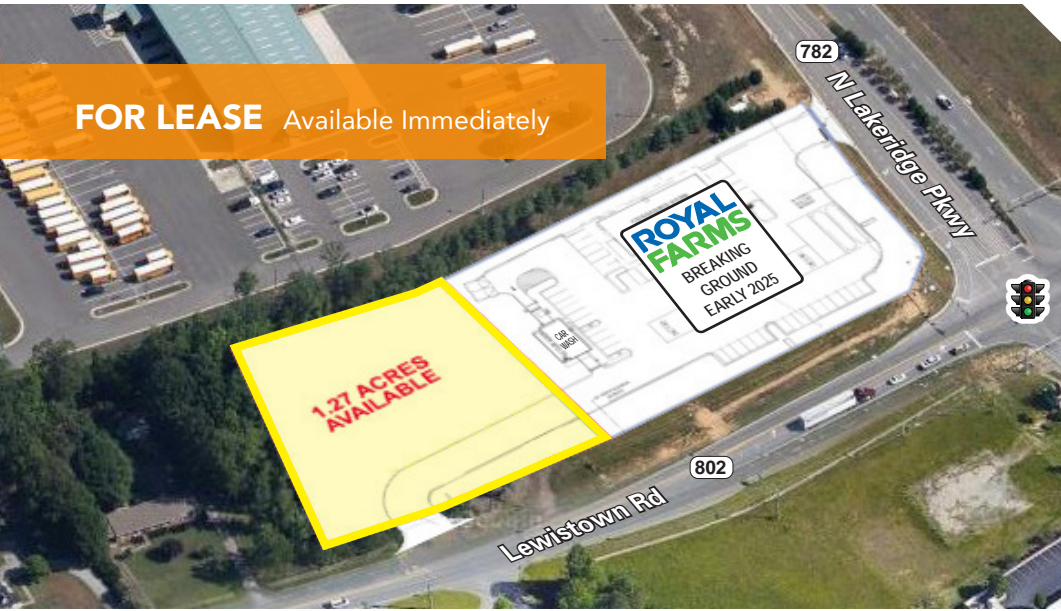 FOR LEASE Available Immediately
782
N Lakeridge Pkwy
ROYAL
FARMS
BREAKING
GROUND
EARLY 2025
CAR
WASH
1.27 ACRES
AVAILABLE
802
Lewistown Rd